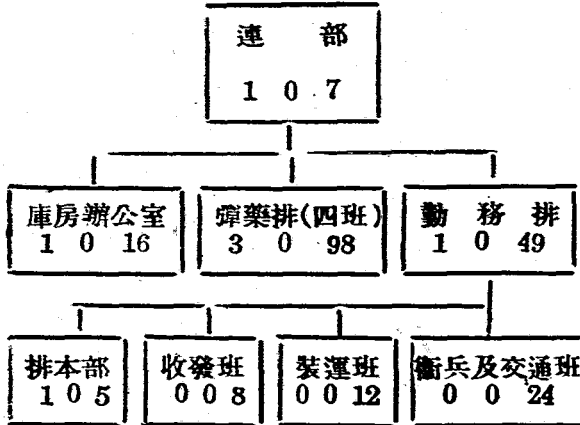 連 部
1 0 7
庫房辦公室
1 0 16
彈藥排(四班)
3 0 98
勤務排
1 0 49
排本部
1 0 5
收發班
0 0 8
裝運班
0 0 12
衞兵及交通班
0 0 24